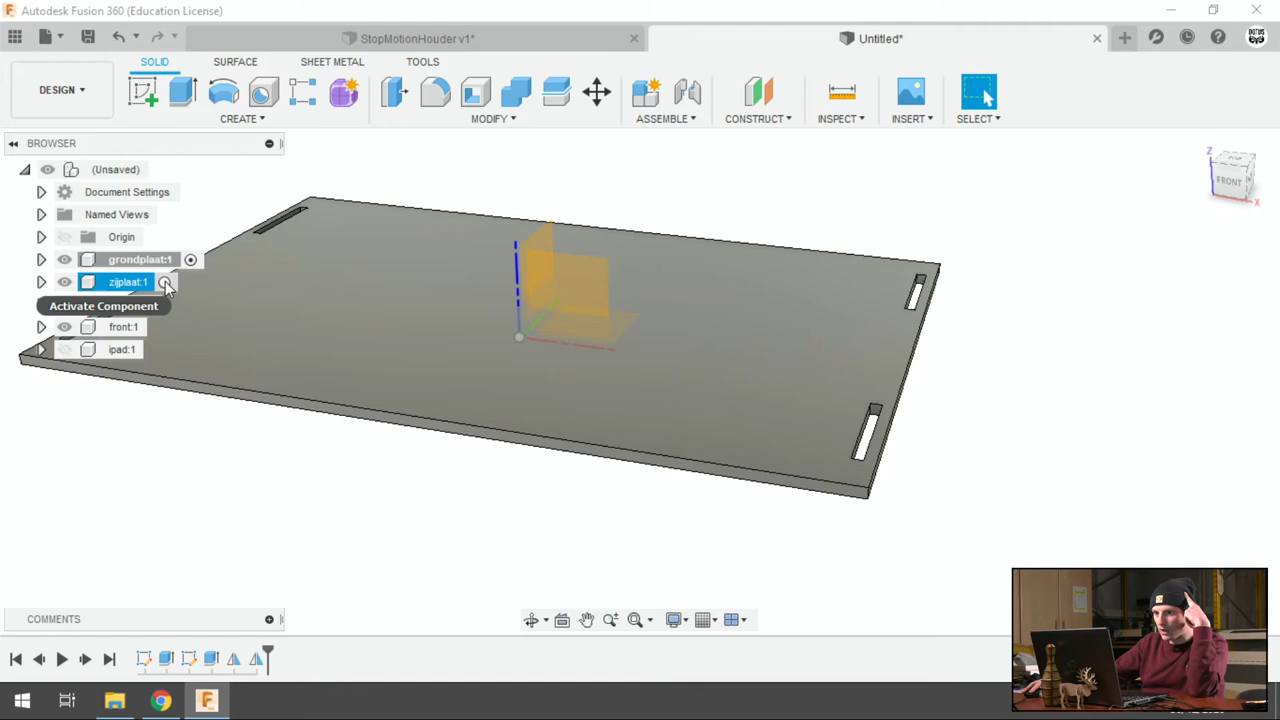 Autodesk Fusion 360 (Education License)
StopMotionHouder v1*
Untitled*
DESIGN
SOLID
SURFACE
SHEET METAL
TOOLS
CREATE
MODIFY
ASSEMBLE
CONSTRUCT
INSPECT
INSERT
SELECT
BROWSER
(Unsaved)
Document Settings
Named Views
Origin
grondplaat:1
zijplaat:1
Activate Component
front:1
ipad:1
Z
FRONT
X
COMMENTS